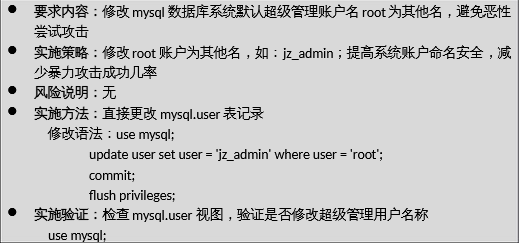 ● 要求内容：修改 mysql 数据库系统默认超级管理账户名 root 为其他名，避免恶性
尝试攻击
● 实施策略：修改 root 账户为其他名，如：jz_admin；提高系统账户命名安全，减
少暴力攻击成功几率
● 风险说明：无
● 实施方法：直接更改 mysql.user 表记录
修改语法：use mysql;
update user set user = 'jz_admin' where user = 'root';
commit;
flush privileges;
● 实施验证：检查 mysql.user 视图，验证是否修改超级管理用户名称
use mysql;